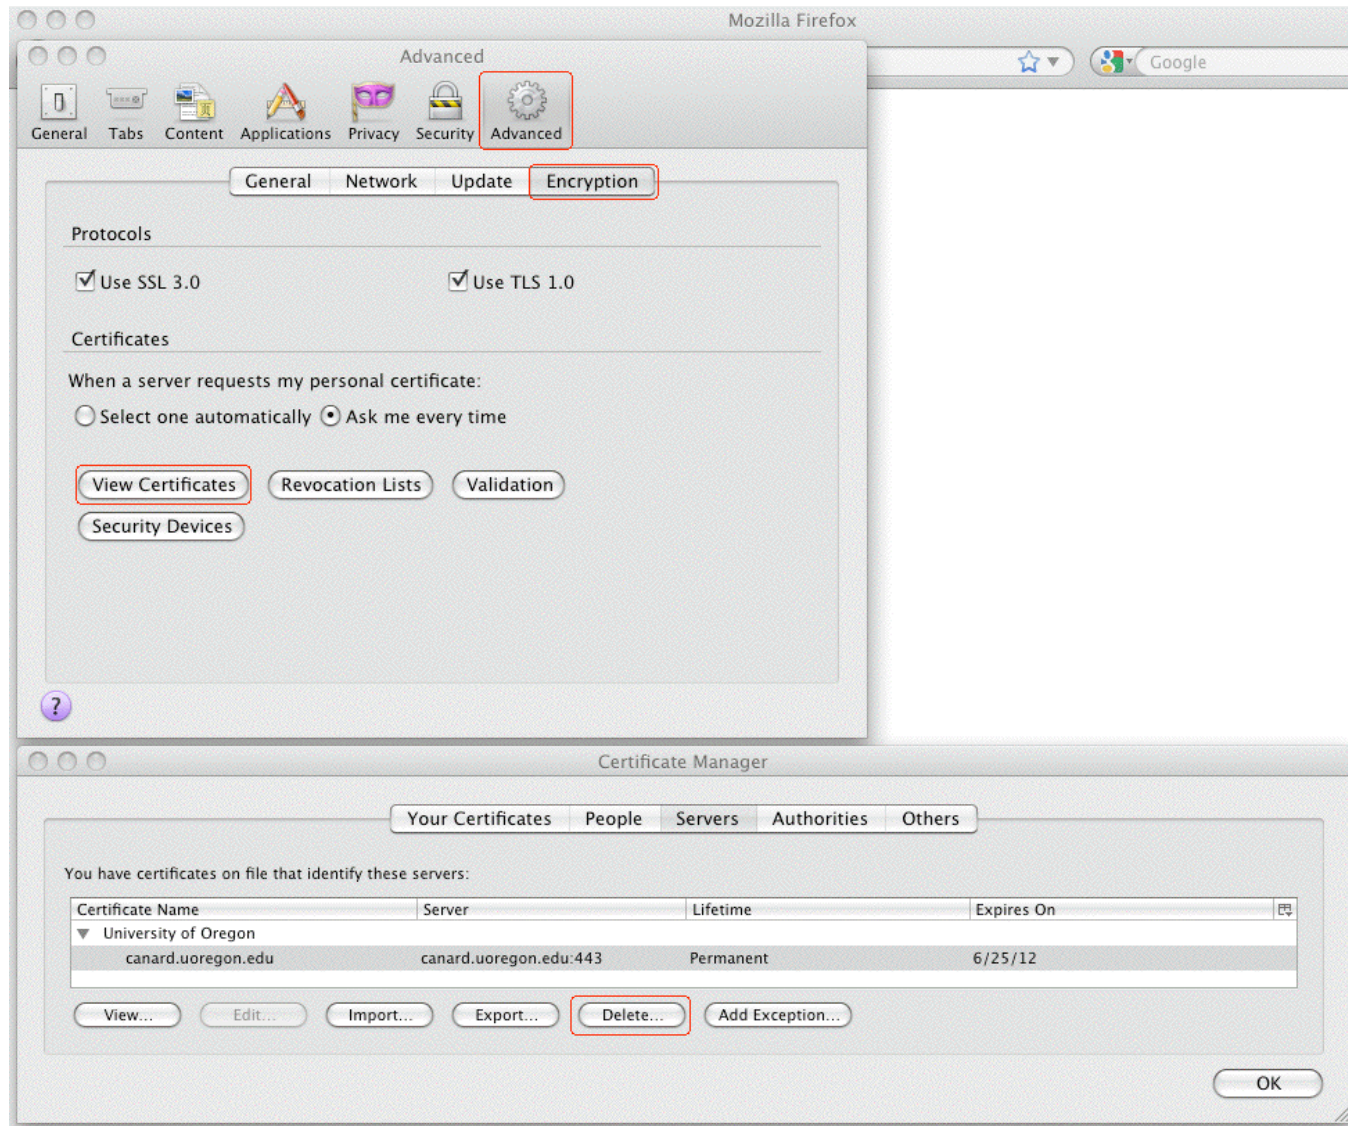 Mozilla Firefox
Advanced
Google
General Tabs Content Applications Privacy Security Advanced
General Network Update Encryption
Protocols
Use SSL 3.0 Use TLS 1.0
Certificates
When a server requests my personal certificate:
Select one automatically Ask me every time
View Certificates Revocation Lists Validation
Security Devices
?
Certificate Manager
Your Certificates People Servers Authorities Others
You have certificates on file that identify these servers:
Certificate Name Server Lifetime Expires On
University of Oregon
canard.uoregon.edu canard.uoregon.edu:443 Permanent 6/25/12
View... Edit... Import... Export... Delete... Add Exception...
OK